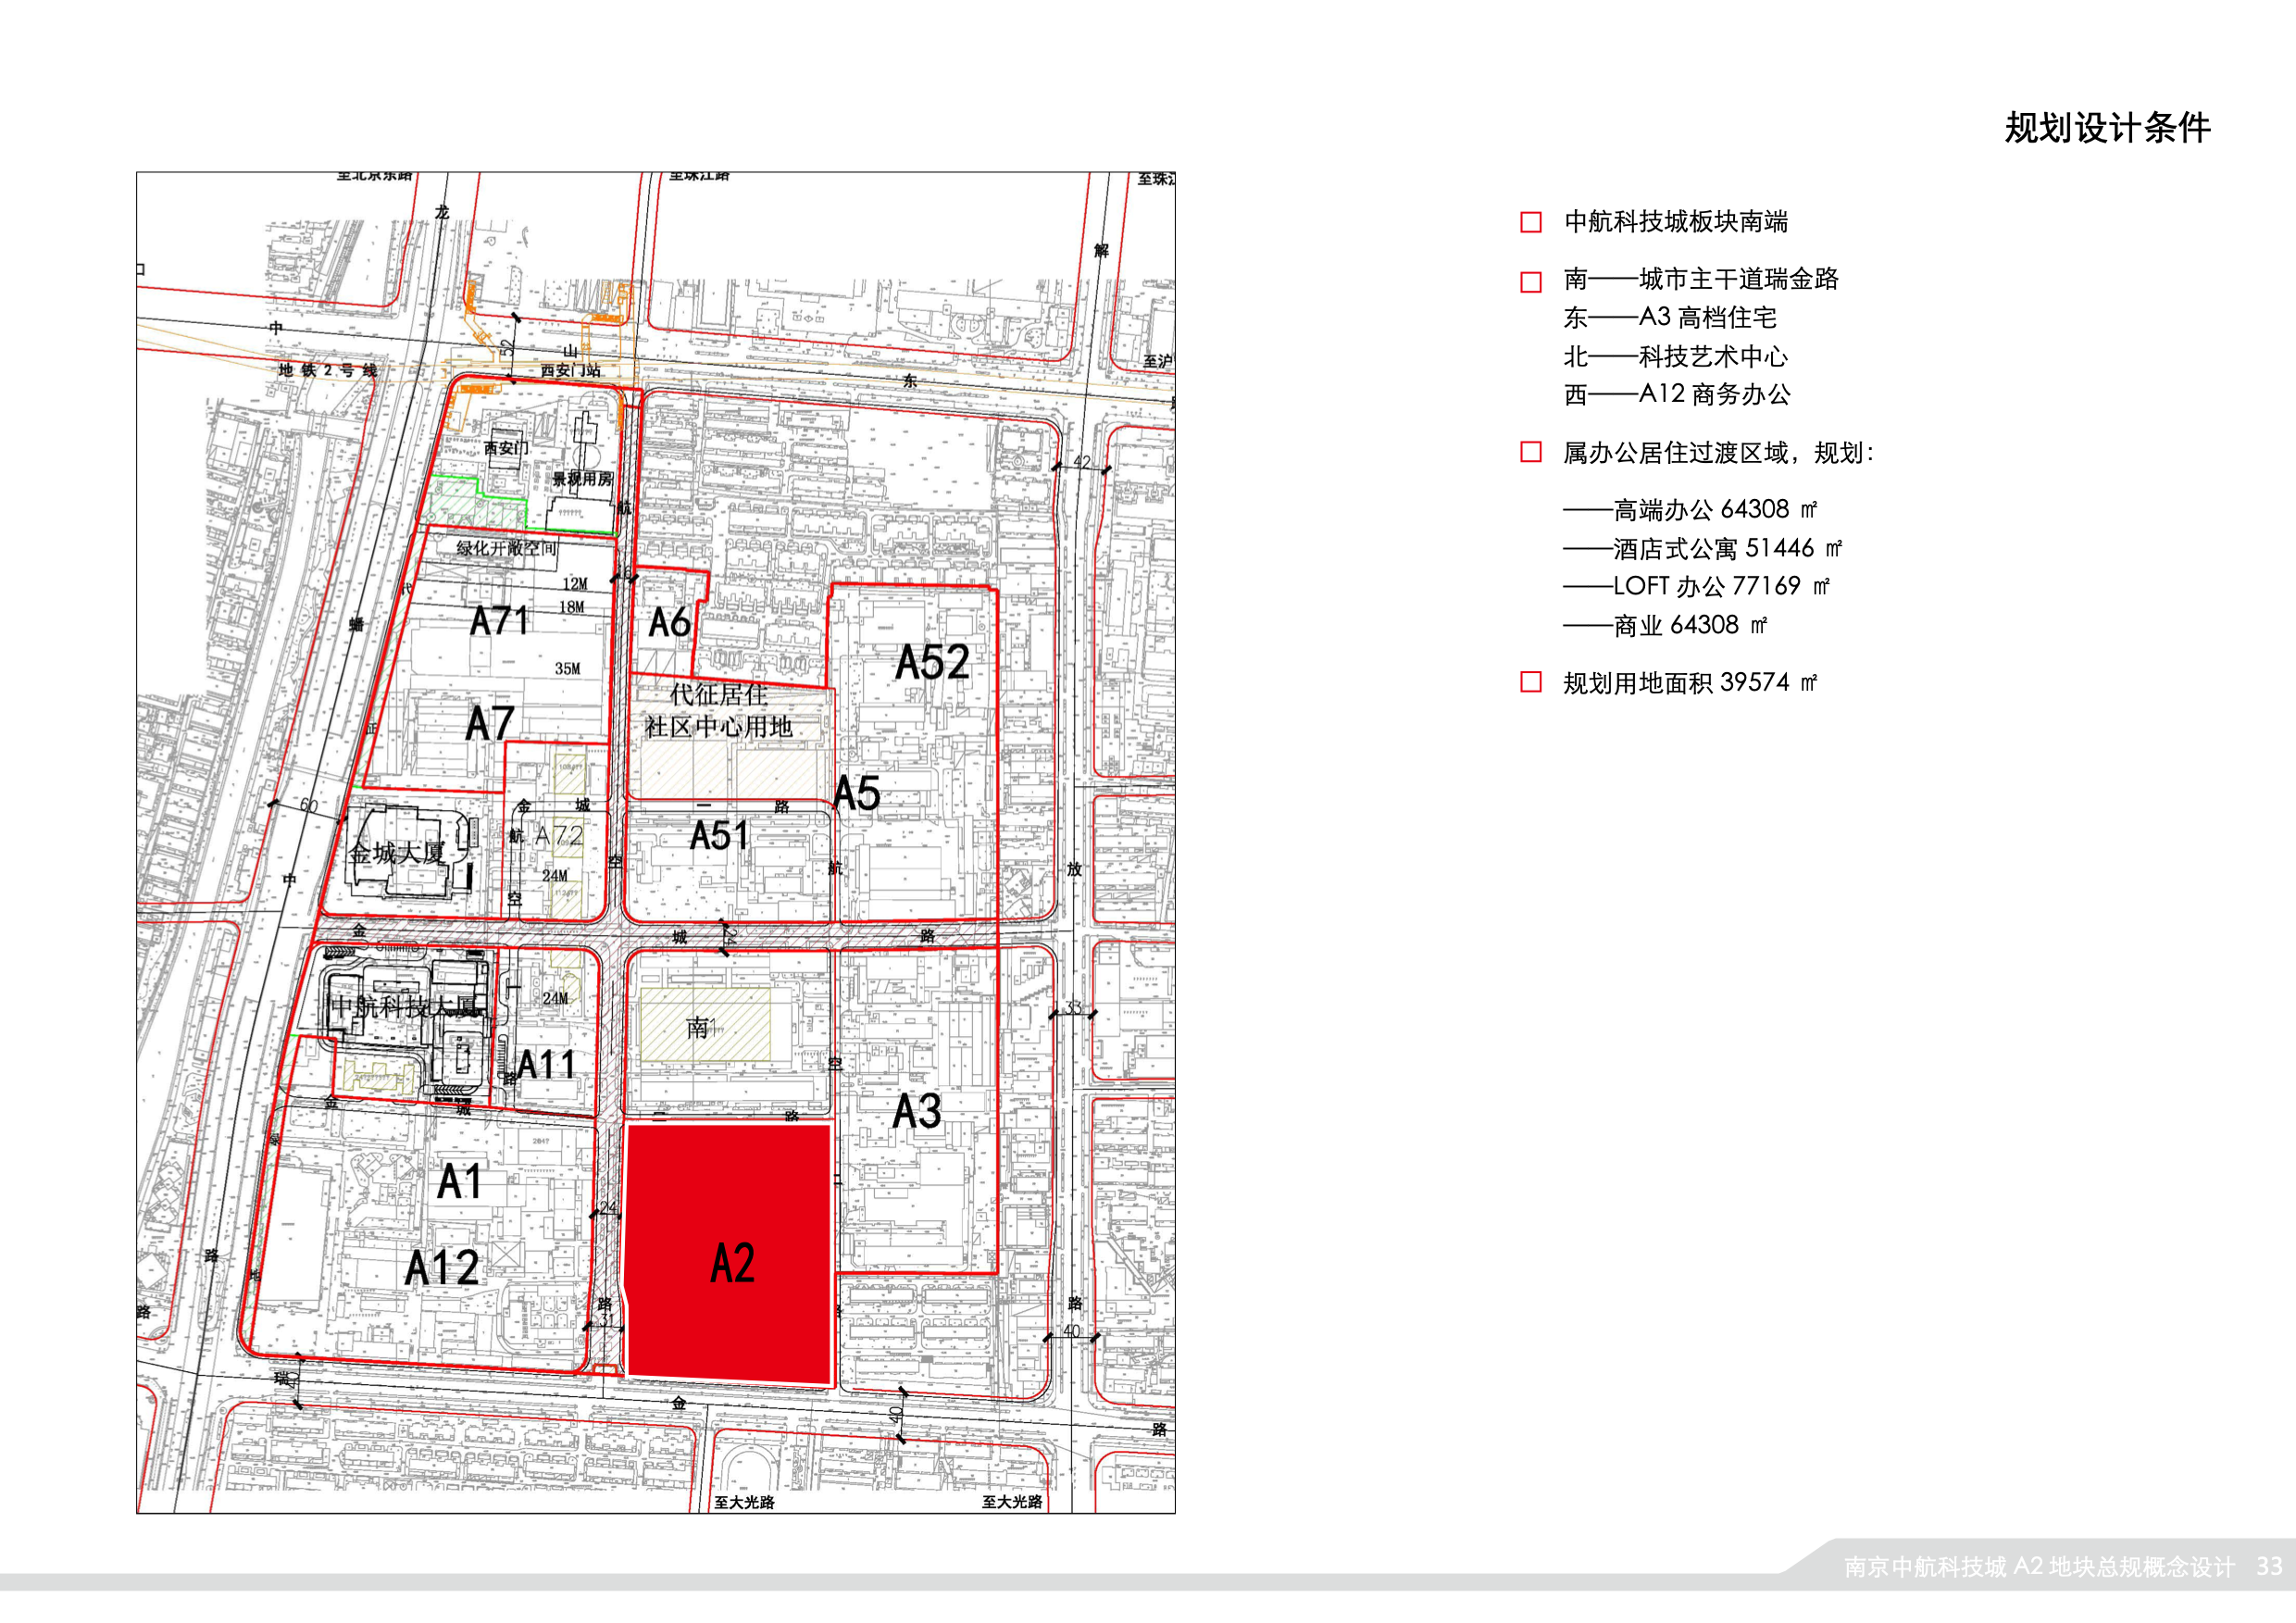 规划设计条件
中航科技城板块南端
南——城市主干道瑞金路
东——A3 高档住宅
北——科技艺术中心
西——A12 商务办公
属办公居住过渡区域，规划：
——高端办公 64308 ㎡
——酒店式公寓 51446 ㎡
——LOFT 办公 77169 ㎡
——商业 64308 ㎡
规划用地面积 39574 ㎡
至北京东路
至珠江路
龙
解
中
52
山
地铁2号线
西安门站
东
至沪
西安门
42
景观用房
航
绿化开敞空间
12M
18M
A71
A6
蟠
A52
35M
代征居住
社区中心用地
A7
60
金
城
一
路
A5
航
A72
A51
金城大厦
空
放
24M
中
空
金
城
24
路
中航科技大厦
24M
南
33
A11
空
路
金
城
二
路
A3
A1
24
A12
A2
路
路
路
31
路
40
瑞
40
金
40
路
至大光路
至大光路
南京中航科技城 A2 地块总规概念设计 33